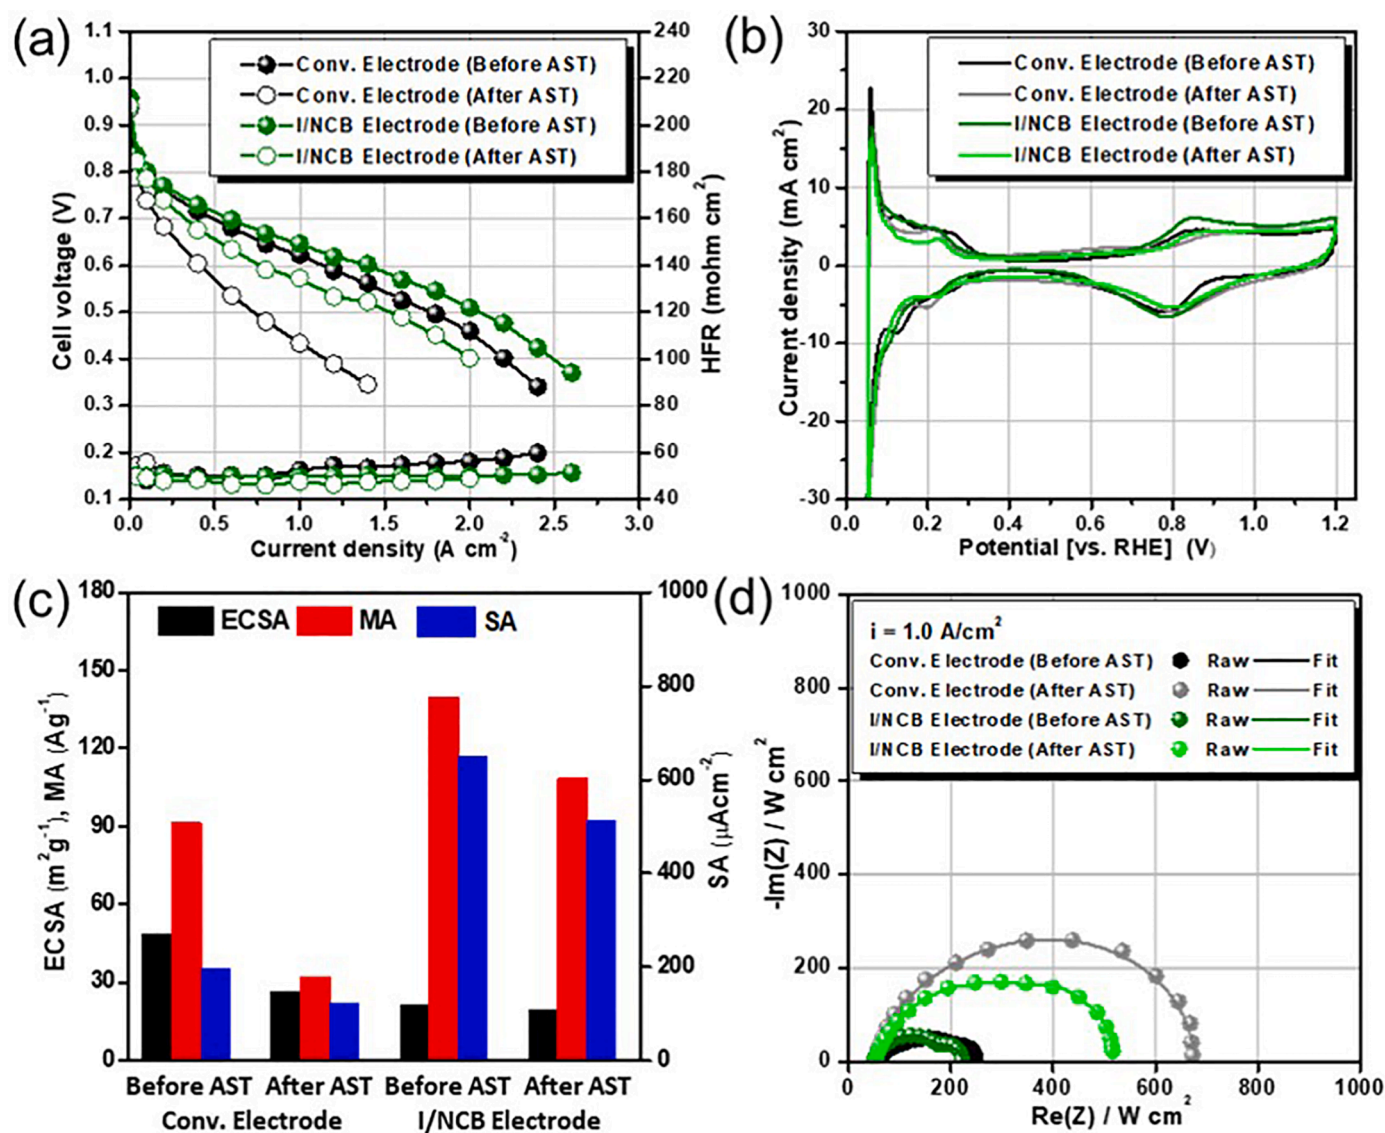 (a)
1.1
1.0
0.9
0.8
0.7
0.6
0.5
0.4
0.3
0.2
0.1
Cell voltage (V)
Conv. Electrode (Before AST)
Conv. Electrode (After AST)
I/NCB Electrode (Before AST)
I/NCB Electrode (After AST)
240
220
200
180
160
140
120
100
80
60
40
HFR (mohm cm²)
0.0 0.5 1.0 1.5 2.0 2.5 3.0
Current density (A cm⁻²)
(b)
30
20
10
0
-10
-20
-30
Current density (mA cm²)
Conv. Electrode (Before AST)
Conv. Electrode (After AST)
I/NCB Electrode (Before AST)
I/NCB Electrode (After AST)
0.0 0.2 0.4 0.6 0.8 1.0 1.2
Potential [vs. RHE] (V)
(c)
180
150
120
90
60
30
0
ECSA (m²g⁻¹), MA (Ag⁻¹)
ECSA MA SA
1000
800
600
400
200
0
SA (μAcm⁻²)
Before AST After AST Before AST After AST
Conv. Electrode I/NCB Electrode
(d)
1000
800
600
400
200
0
-Im(Z) / W cm²
i = 1.0 A/cm²
Conv. Electrode (Before AST) Raw Fit
Conv. Electrode (After AST) Raw Fit
I/NCB Electrode (Before AST) Raw Fit
I/NCB Electrode (After AST) Raw Fit
0 200 400 600 800 1000
Re(Z) / W cm²